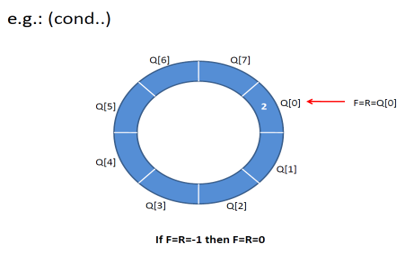 e.g.: (cond..)
Q[6]
Q[7]
Q[5]
2
Q[0]
F=R=Q[0]
Q[4]
Q[1]
Q[3]
Q[2]
If F=R=-1 then F=R=0